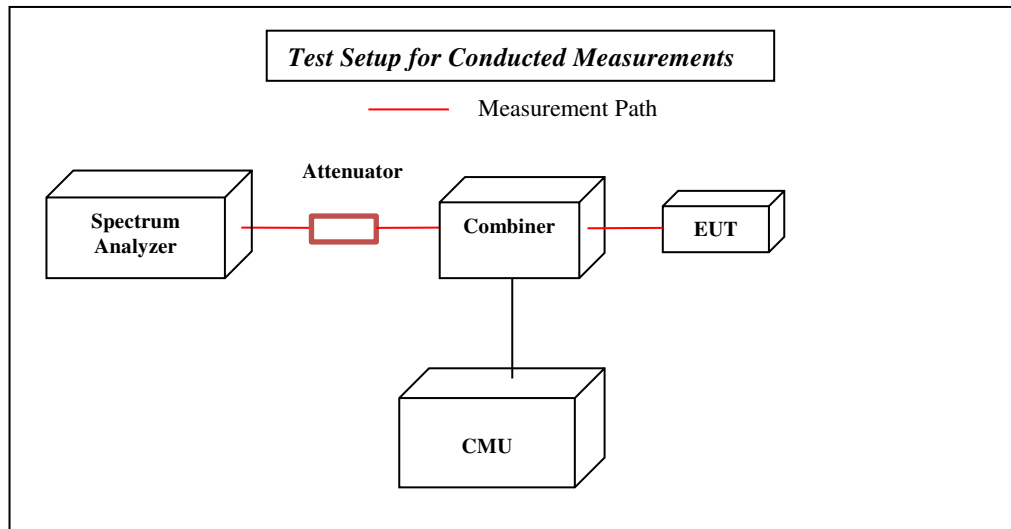 Test Setup for Conducted Measurements
Measurement Path
Attenuator
Spectrum
Analyzer
Combiner
EUT
CMU